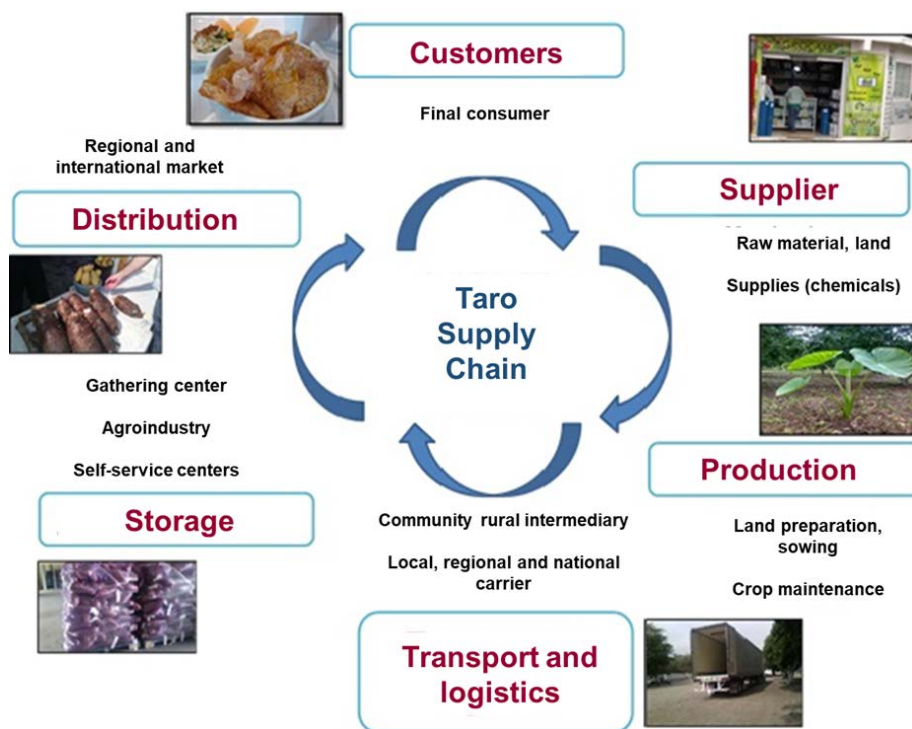 Customers
Final consumer
Regional and
international market
Distribution
Supplier
Raw material, land
Supplies (chemicals)
Taro
Supply
Chain
Gathering center
Agroindustry
Self-service centers
Storage
Production
Land preparation,
sowing
Crop maintenance
Community rural intermediary
Local, regional and national
carrier
Transport and
logistics